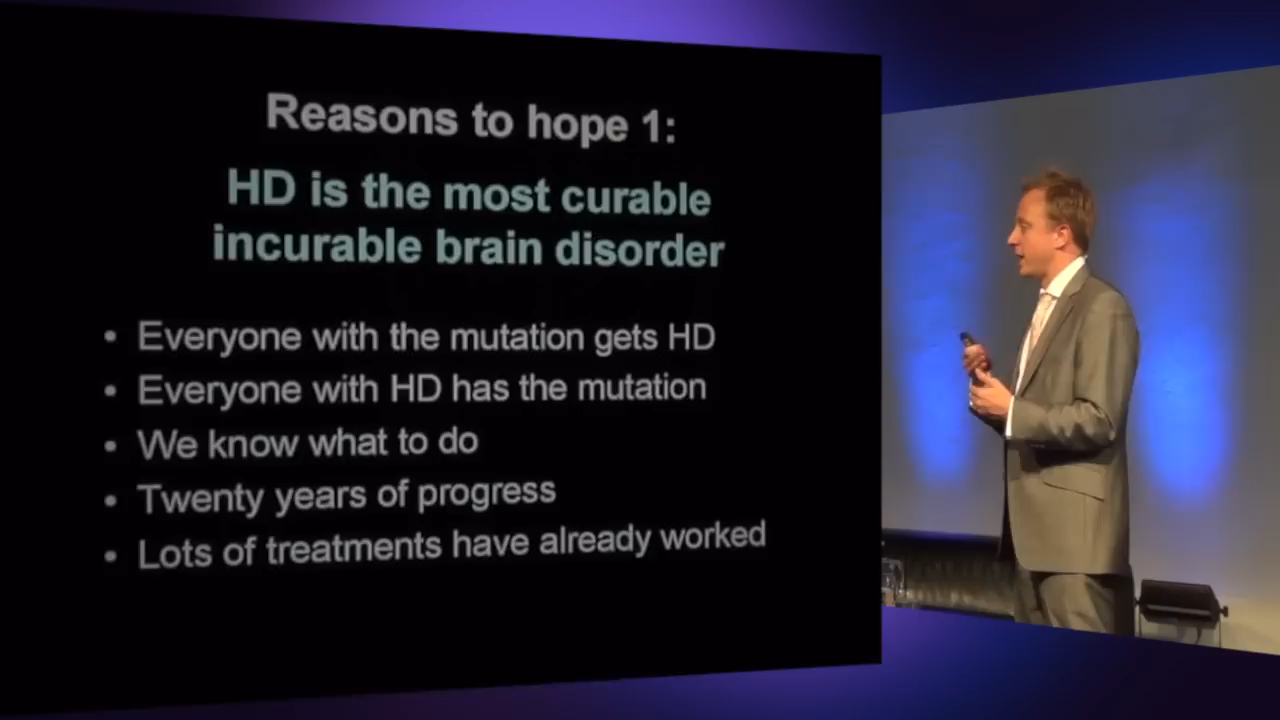 Reasons to hope 1:
HD is the most curable
incurable brain disorder
• Everyone with the mutation gets HD
• Everyone with HD has the mutation
• We know what to do
• Twenty years of progress
• Lots of treatments have already worked